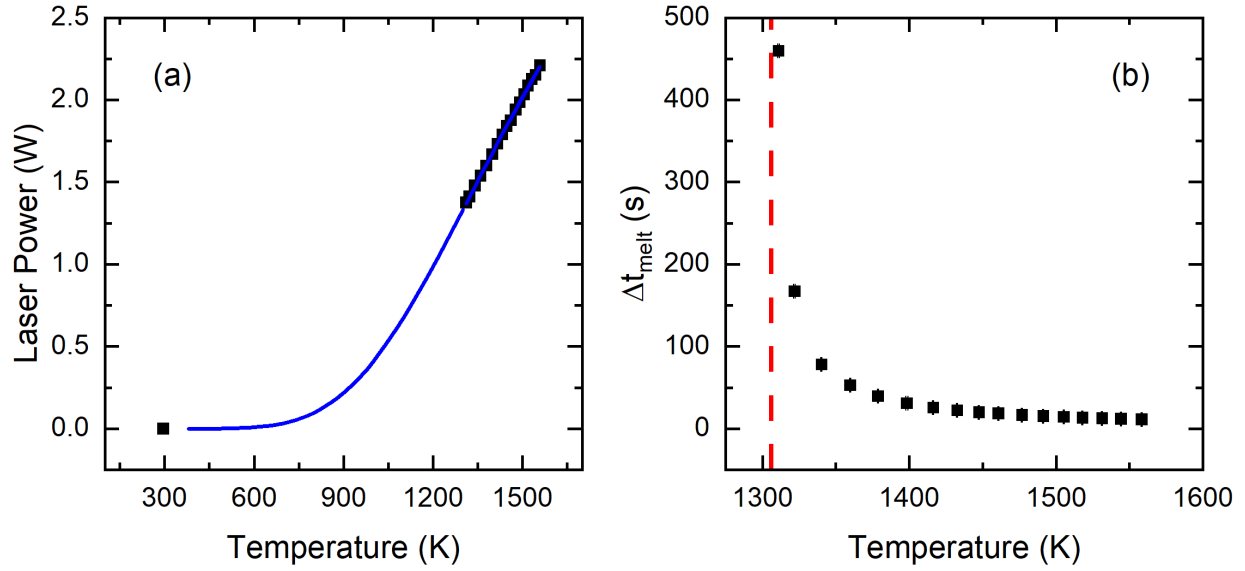 (a)
2.5
2.0
1.5
1.0
0.5
0.0
Laser Power (W)
300 600 900 1200 1500
Temperature (K)
(b)
500
400
300
200
100
0
Δt_melt (s)
1300 1400 1500 1600
Temperature (K)